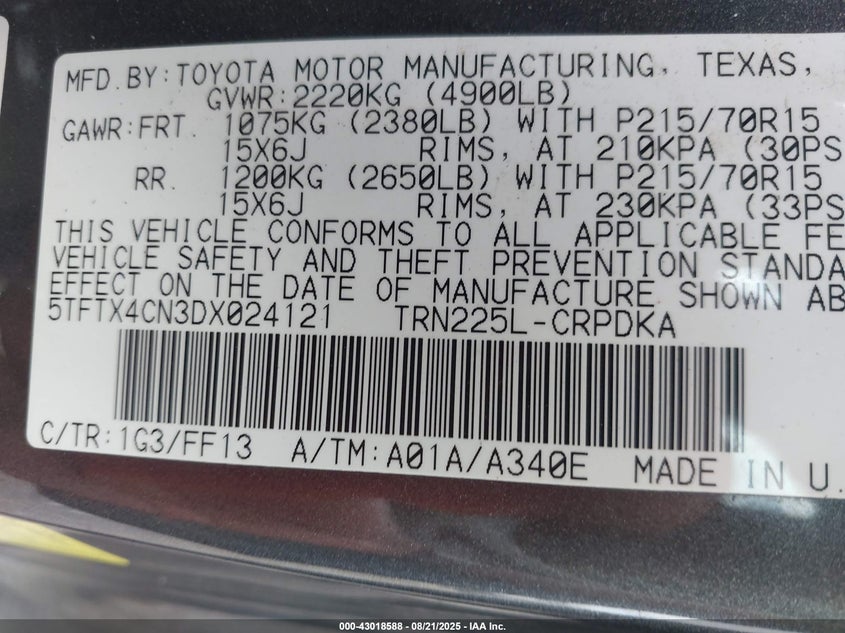 MFD.BY:TOYOTA MOTOR MANUFACTURING, TEXAS,
GVWR:2220KG (4900LB)
GAWR:FRT. 1075KG (2380LB) WITH P215/70R15
15X6J RIMS, AT 210KPA (30PS
RR. 1200KG (2650LB) WITH P215/70R15
15X6J RIMS, AT 230KPA (33PS
THIS VEHICLE CONFORMS TO ALL APPLICABLE FE
VEHICLE SAFETY AND THEFT PREVENTION STANDA
EFFECT ON THE DATE OF MANUFACTURE SHOWN AB
5TFTX4CN3DX024121 TRN225L-CRPDKA
C/TR:1G3/FF13 A/TM:A01A/A340E MADE IN U.
000-43018588 - 08/21/2025 - IAA Inc.